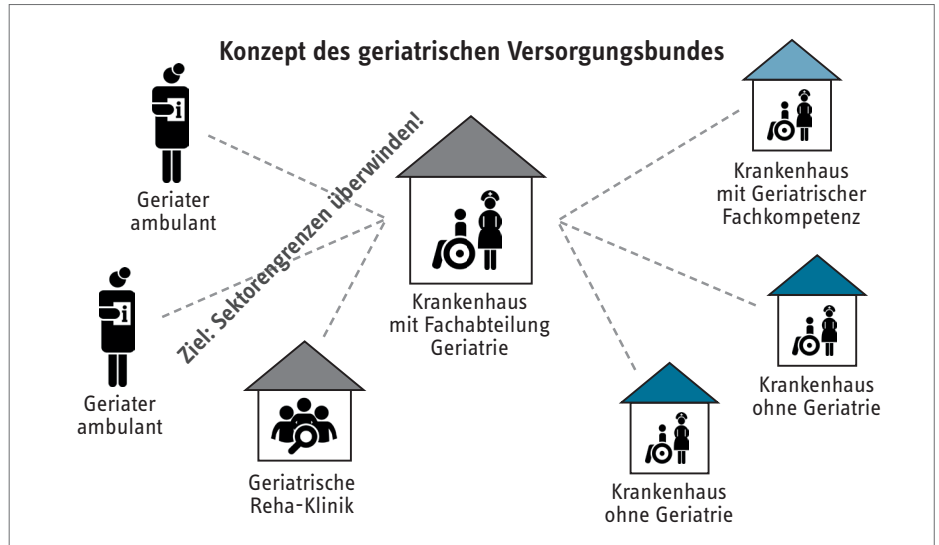 Konzept des geriatrischen Versorgungsbundes
Geriater
ambulant
Geriater
ambulant
Ziel: Sektorengrenzen überwinden!
Geriatrische
Reha-Klinik
Krankenhaus
mit Fachabteilung
Geriatrie
Krankenhaus
mit Geriatrischer
Fachkompetenz
Krankenhaus
ohne Geriatrie
Krankenhaus
ohne Geriatrie
i
i